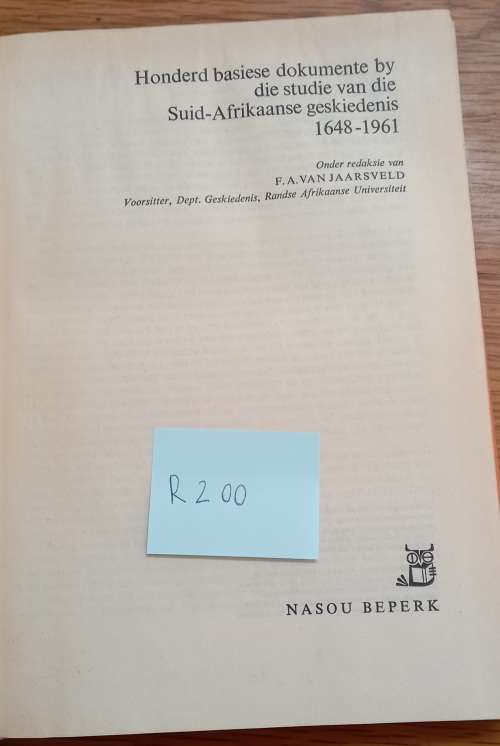 Honderd basiese dokumente by
die studie van die
Suid-Afrikaanse geskiedenis
1648-1961
Onder redaksie van
F. A. VAN JAARSVELD
Voorsitter, Dept. Geskiedenis, Randse Afrikaanse Universiteit
R 200
NASOU BEPERK